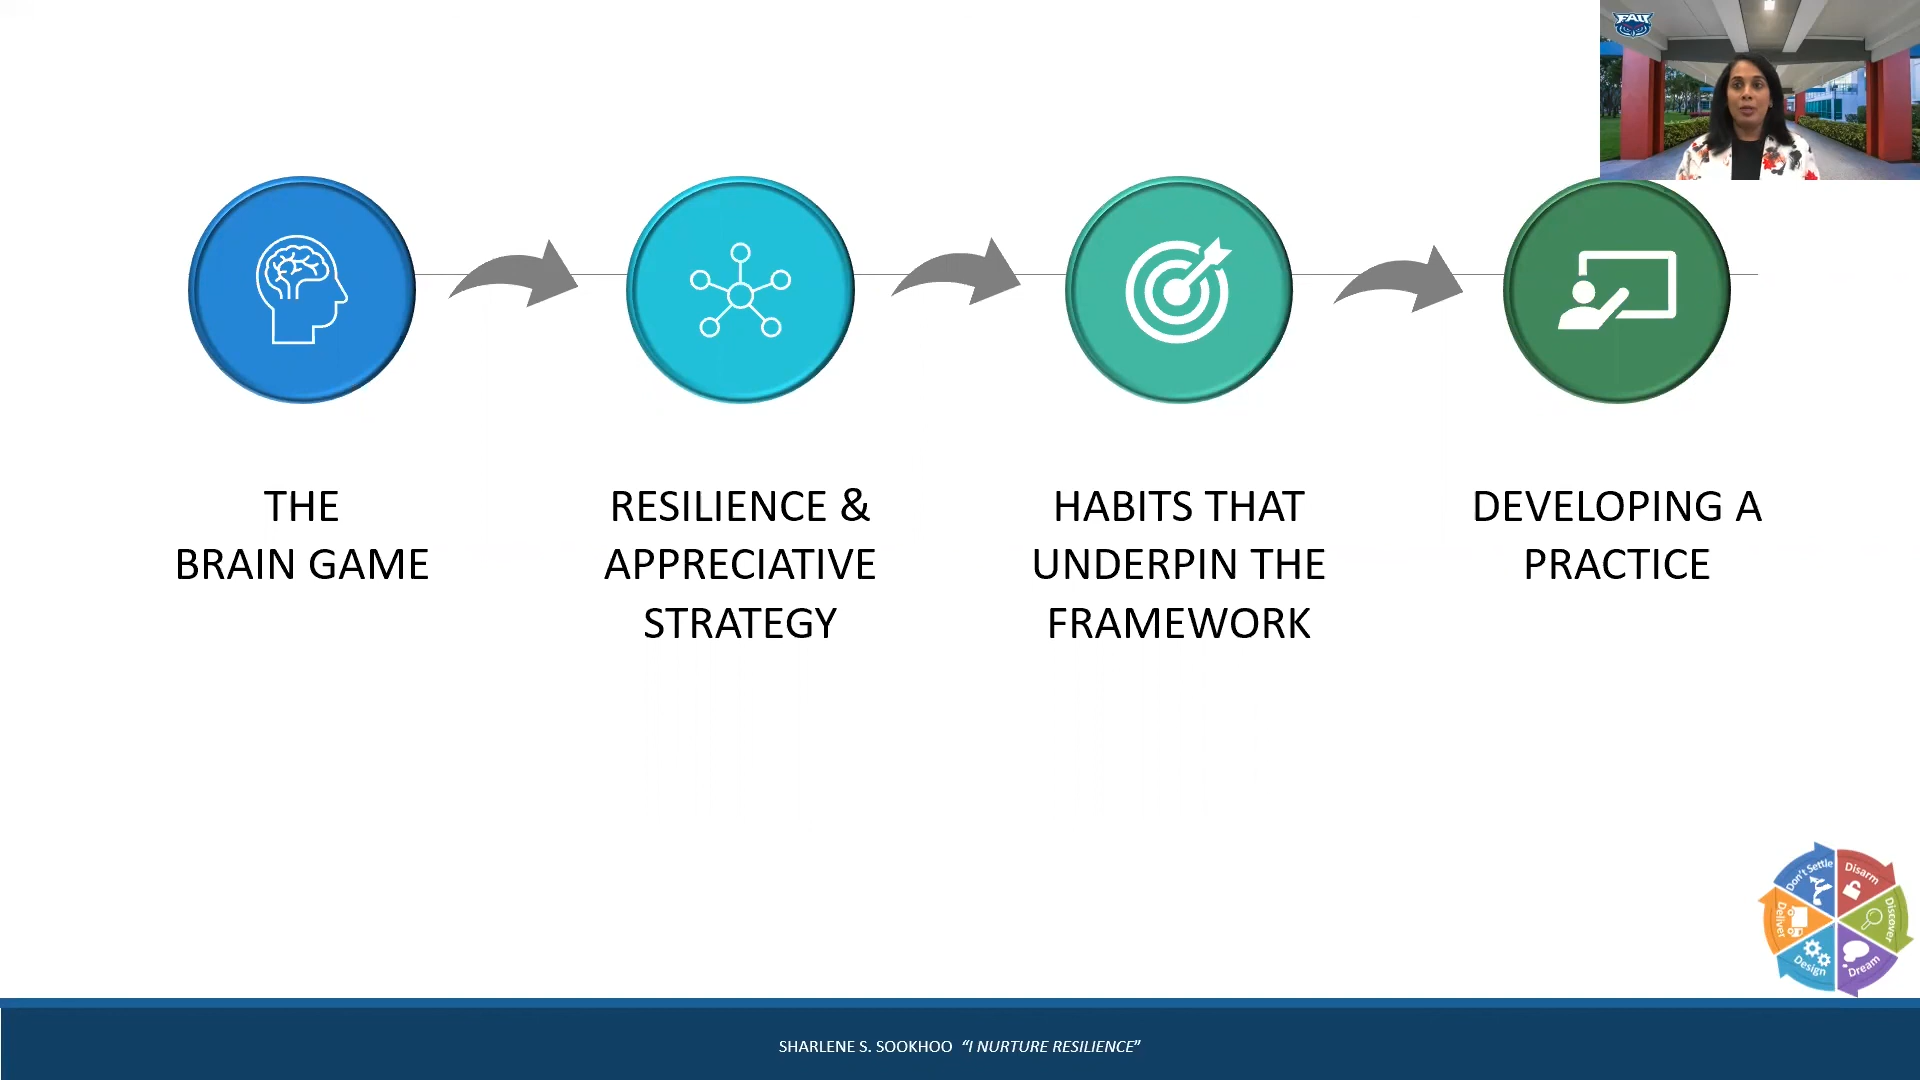 FAU
THE
BRAIN GAME
RESILIENCE &
APPRECIATIVE
STRATEGY
HABITS THAT
UNDERPIN THE
FRAMEWORK
DEVELOPING A
PRACTICE
Don't Settle
Disarm
Discover
Dream
Design
Deliver
SHARLENE S. SOOKHOO “I NURTURE RESILIENCE”